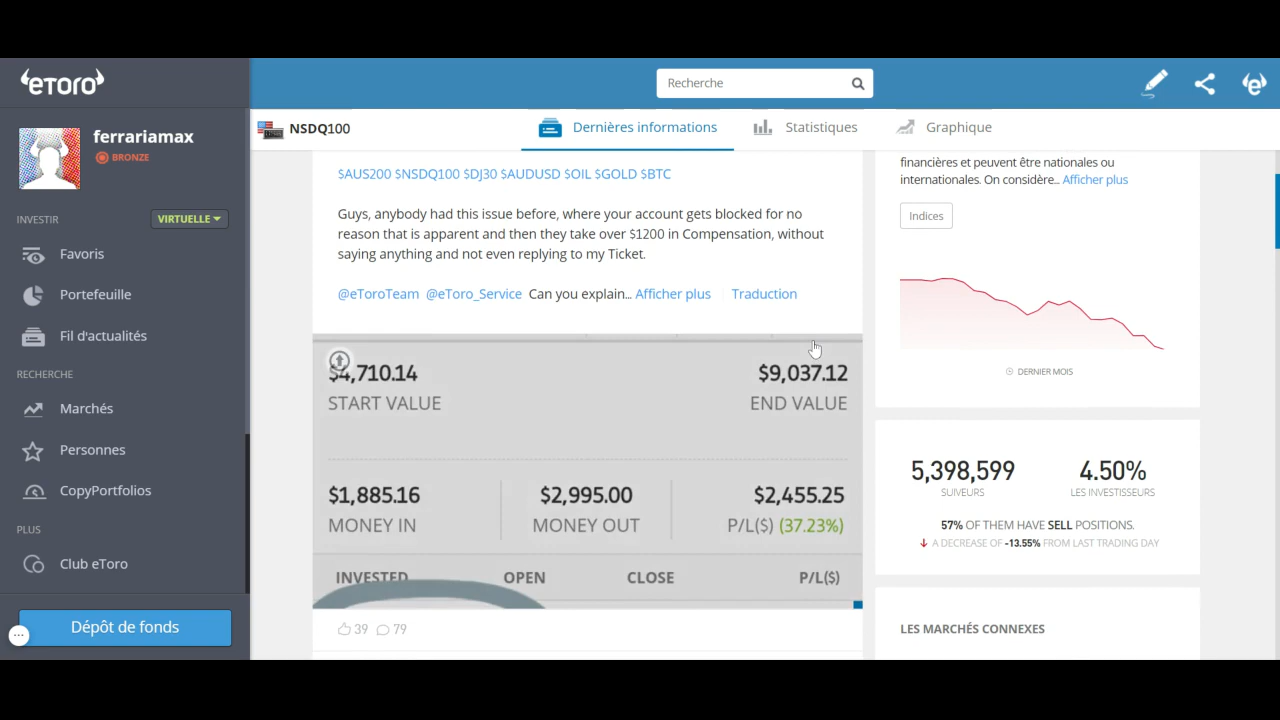 eToro
ferrariamax
BRONZE
INVESTIR
VIRTUELLE
Favoris
Portefeuille
Fil d'actualités
RECHERCHE
Marchés
Personnes
CopyPortfolios
PLUS
Club eToro
Dépôt de fonds
Recherche
NSDQ100
Dernières informations
Statistiques
Graphique
$AUS200 $NSDQ100 $DJ30 $AUDUSD $OIL $GOLD $BTC
Guys, anybody had this issue before, where your account gets blocked for no
reason that is apparent and then they take over $1200 in Compensation, without
saying anything and not even replying to my Ticket.
@eToroTeam @eToro_Service Can you explain... Afficher plus Traduction
$4,710.14 $9,037.12
START VALUE END VALUE
$1,885.16 $2,995.00 $2,455.25
MONEY IN MONEY OUT P/L($) (37.23%)
INVESTED OPEN CLOSE P/L($)
39 79
financières et peuvent être nationales ou
internationales. On considère... Afficher plus
Indices
DERNIER MOIS
5,398,599 4.50%
SUIVEURS LES INVESTISSEURS
57% OF THEM HAVE SELL POSITIONS.
A DECREASE OF -13.55% FROM LAST TRADING DAY
LES MARCHÉS CONNEXES